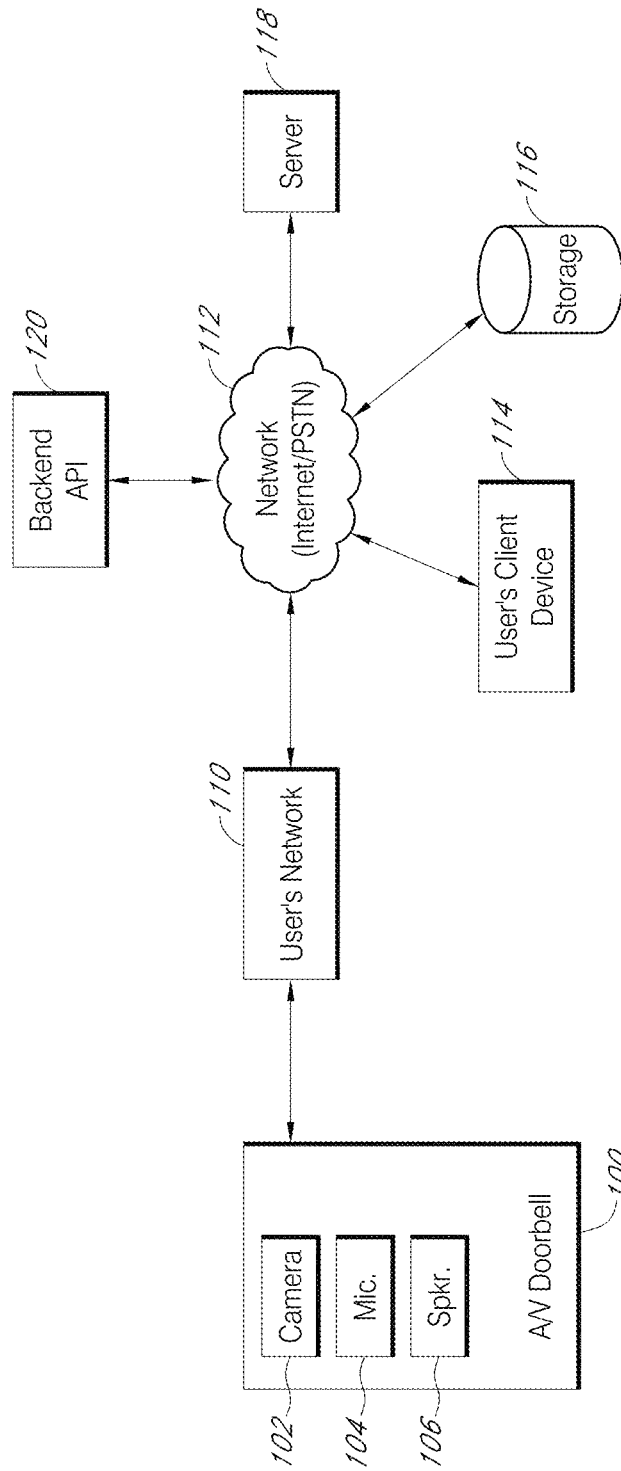 118
Server
120
Backend
API
112
Network
(Internet/PSTN)
116
Storage
114
User's Client
Device
110
User's Network
102
Camera
104
Mic.
106
Spkr.
A/V Doorbell
100